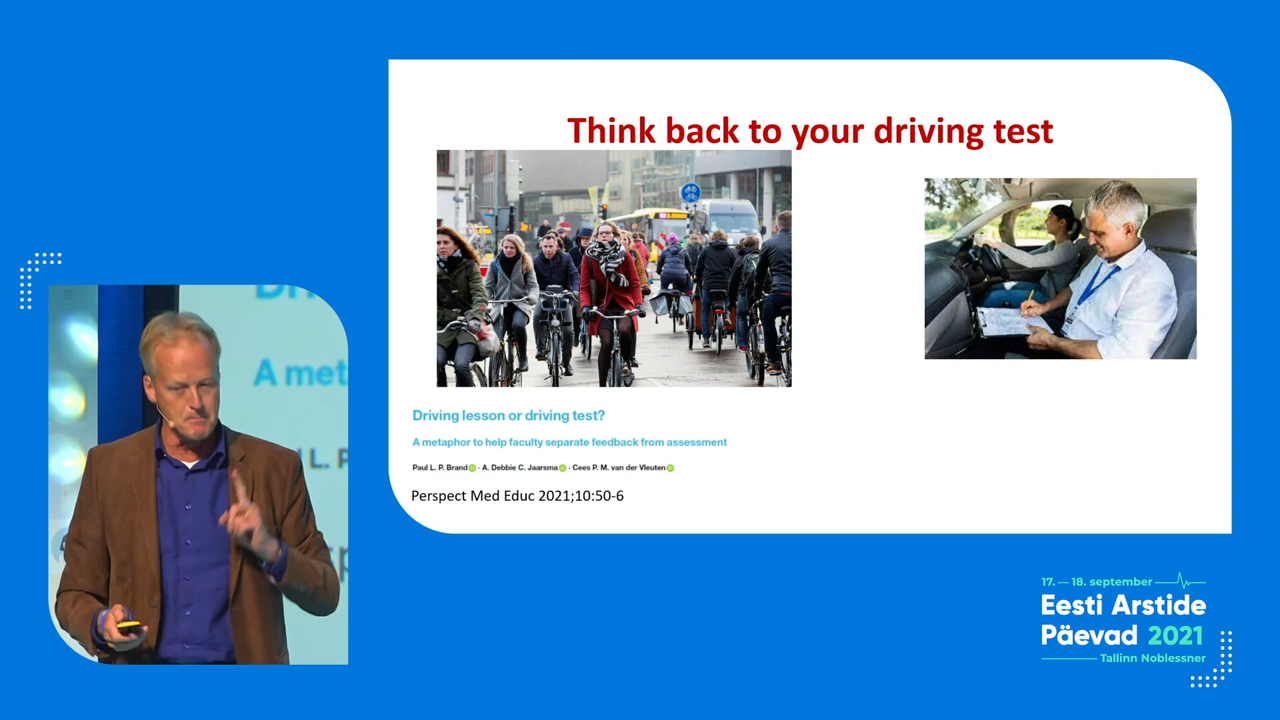 Think back to your driving test
Driving lesson or driving test?
A metaphor to help faculty separate feedback from assessment
Paul L. P. Brand · A. Debbie C. Jaarsma · Cees P. M. van der Vleuten
Perspect Med Educ 2021;10:50-6
A met
L. P
17. — 18. september
Eesti Arstide
Päevad 2021
Tallinn Noblessner